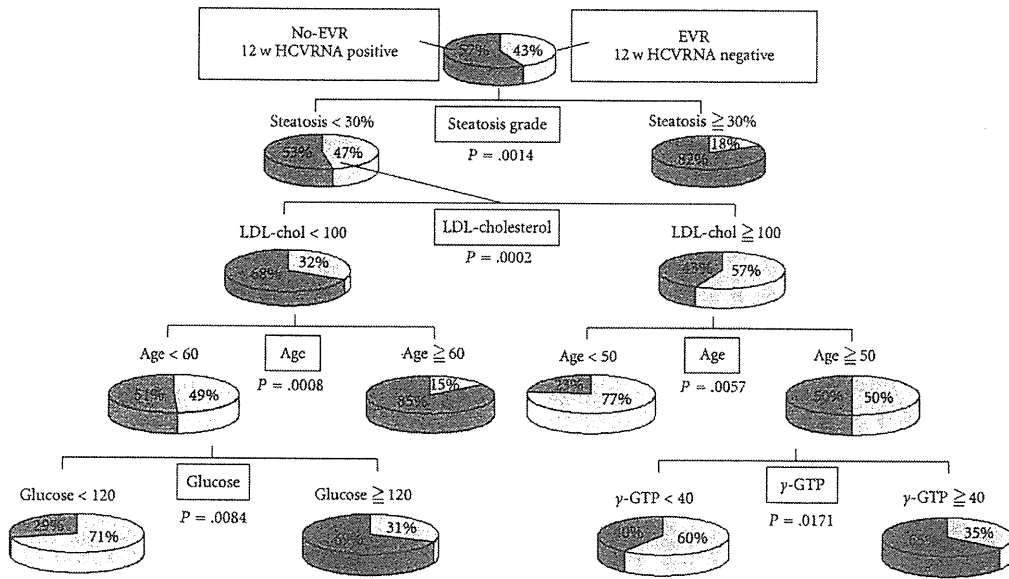 No-EVR
12 w HCVRNA positive
57%
43%
EVR
12 w HCVRNA negative
Steatosis < 30%
Steatosis grade
Steatosis ≧ 30%
P = .0014
53%
47%
18%
82%
LDL-chol < 100
LDL-cholesterol
LDL-chol ≧ 100
P = .0002
32%
68%
43%
57%
Age < 60
Age
Age ≧ 60
Age < 50
Age
Age ≧ 50
P = .0008
P = .0057
51%
49%
15%
85%
23%
77%
50%
50%
Glucose < 120
Glucose
Glucose ≧ 120
γ-GTP < 40
γ-GTP
γ-GTP ≧ 40
P = .0084
P = .0171
29%
71%
31%
40%
60%
35%